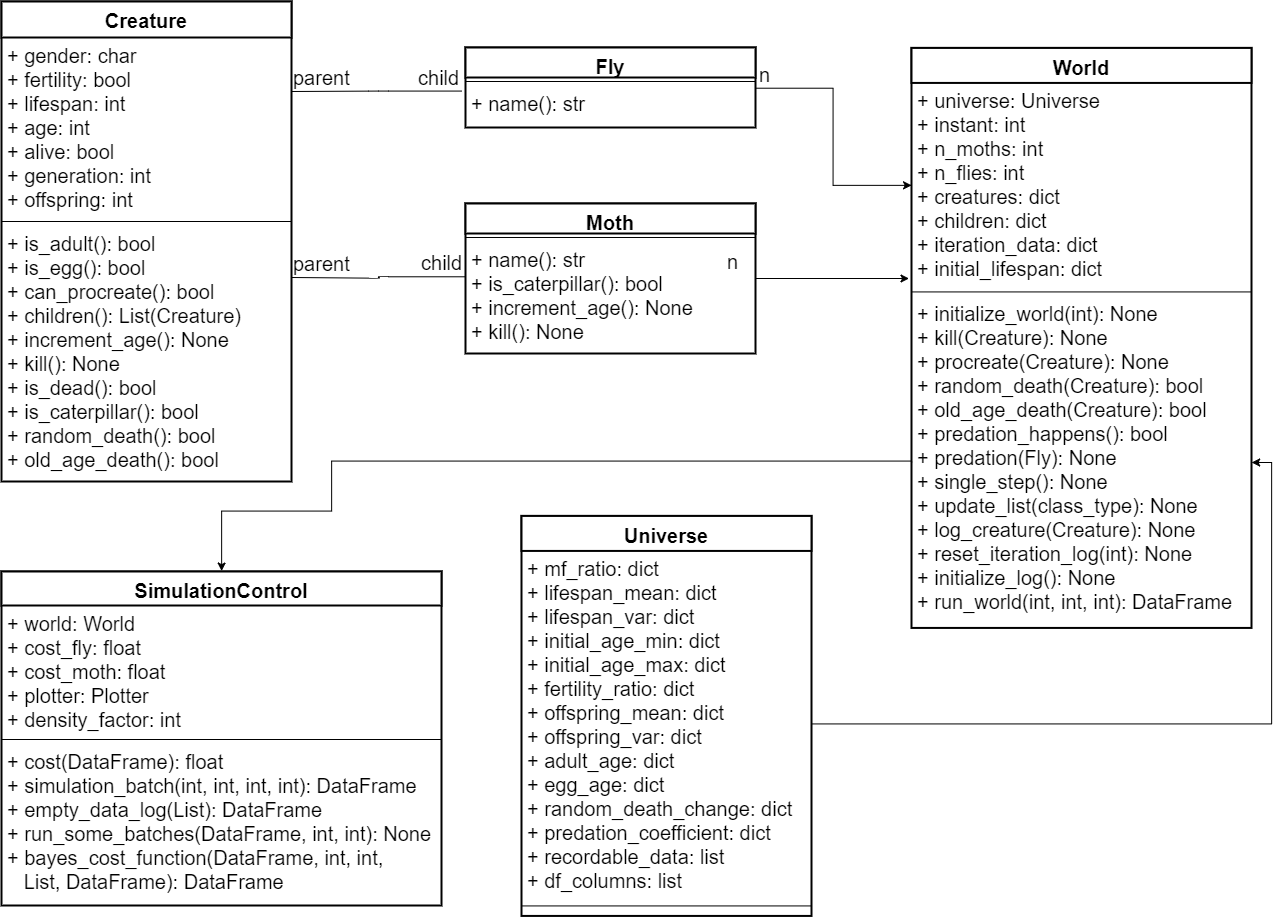 Creature
+ gender: char
+ fertility: bool
+ lifespan: int
+ age: int
+ alive: bool
+ generation: int
+ offspring: int
+ is_adult(): bool
+ is_egg(): bool
+ can_procreate(): bool
+ children(): List(Creature)
+ increment_age(): None
+ kill(): None
+ is_dead(): bool
+ is_caterpillar(): bool
+ random_death(): bool
+ old_age_death(): bool
parent
child
Fly
+ name(): str
n
parent
child
Moth
+ name(): str
+ is_caterpillar(): bool
+ increment_age(): None
+ kill(): None
n
World
+ universe: Universe
+ instant: int
+ n_moths: int
+ n_flies: int
+ creatures: dict
+ children: dict
+ iteration_data: dict
+ initial_lifespan: dict
+ initialize_world(int): None
+ kill(Creature): None
+ procreate(Creature): None
+ random_death(Creature): bool
+ old_age_death(Creature): bool
+ predation_happens(): bool
+ predation(Fly): None
+ single_step(): None
+ update_list(class_type): None
+ log_creature(Creature): None
+ reset_iteration_log(int): None
+ initialize_log(): None
+ run_world(int, int, int): DataFrame
SimulationControl
+ world: World
+ cost_fly: float
+ cost_moth: float
+ plotter: Plotter
+ density_factor: int
+ cost(DataFrame): float
+ simulation_batch(int, int, int, int): DataFrame
+ empty_data_log(List): DataFrame
+ run_some_batches(DataFrame, int, int): None
+ bayes_cost_function(DataFrame, int, int,
List, DataFrame): DataFrame
Universe
+ mf_ratio: dict
+ lifespan_mean: dict
+ lifespan_var: dict
+ initial_age_min: dict
+ initial_age_max: dict
+ fertility_ratio: dict
+ offspring_mean: dict
+ offspring_var: dict
+ adult_age: dict
+ egg_age: dict
+ random_death_change: dict
+ predation_coefficient: dict
+ recordable_data: list
+ df_columns: list